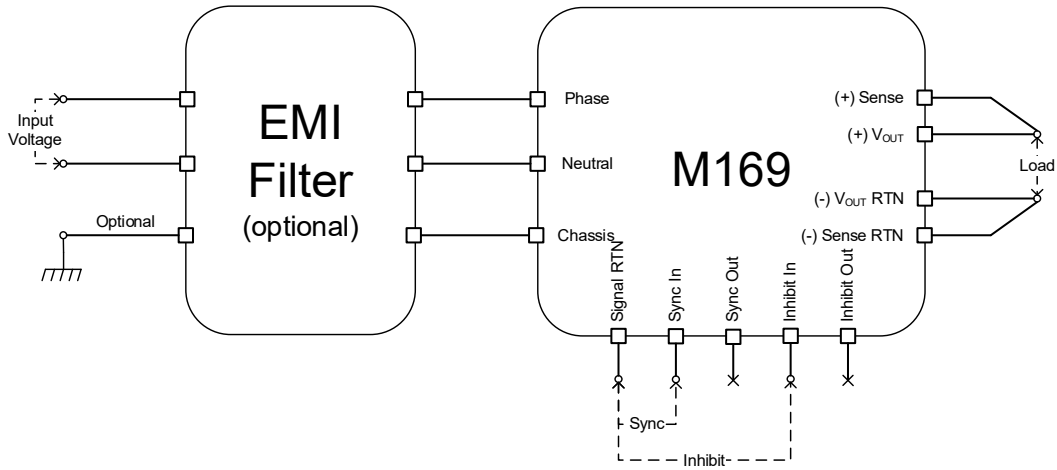 Input
Voltage
Optional
EMI
Filter
(optional)
Phase
Neutral
Chassis
M169
(+) Sense
(+) VOUT
(-) VOUT RTN
(-) Sense RTN
Load
Signal RTN
Sync In
Sync Out
Inhibit In
Inhibit Out
Sync
Inhibit